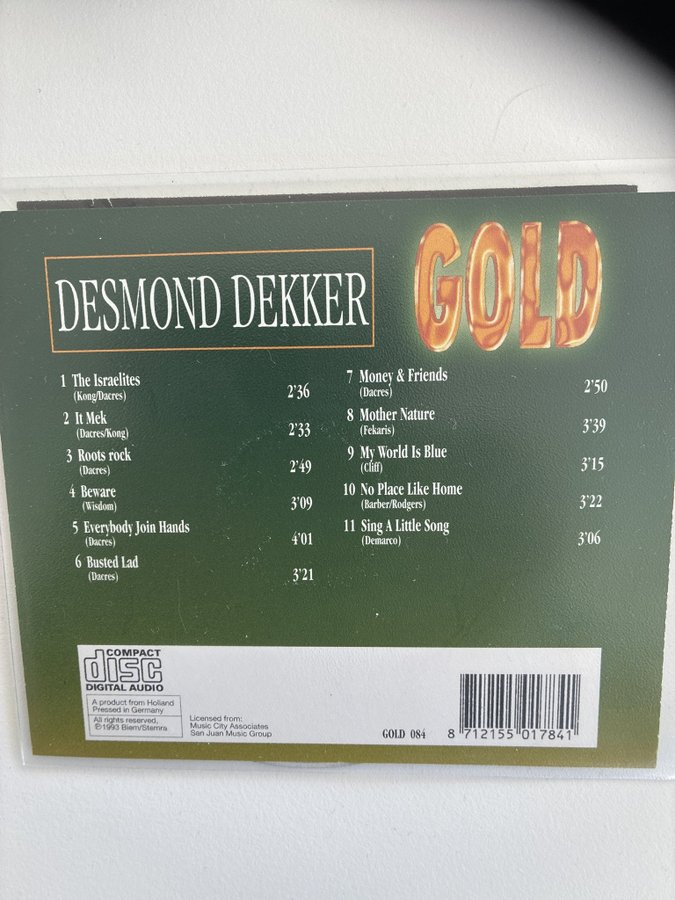 DESMOND DEKKER
GOLD
1 The Israelites 2'36
(Kong/Dacres)
2 It Mek 2'33
(Dacres/Kong)
3 Roots rock 2'49
(Dacres)
4 Beware 3'09
(Wisdom)
5 Everybody Join Hands 4'01
(Dacres)
6 Busted Lad 3'21
(Dacres)
7 Money & Friends 2'50
(Dacres)
8 Mother Nature 3'39
(Fekaris)
9 My World Is Blue 3'15
(Cliff)
10 No Place Like Home 3'22
(Barber/Rodgers)
11 Sing A Little Song 3'06
(Demarco)
COMPACT
disc
DIGITAL AUDIO
A product from Holland
Pressed in Germany
All rights reserved,
℗1993 Biem/Stemra
Licensed from:
Music City Associates
San Juan Music Group
GOLD 084
8 712155 017841